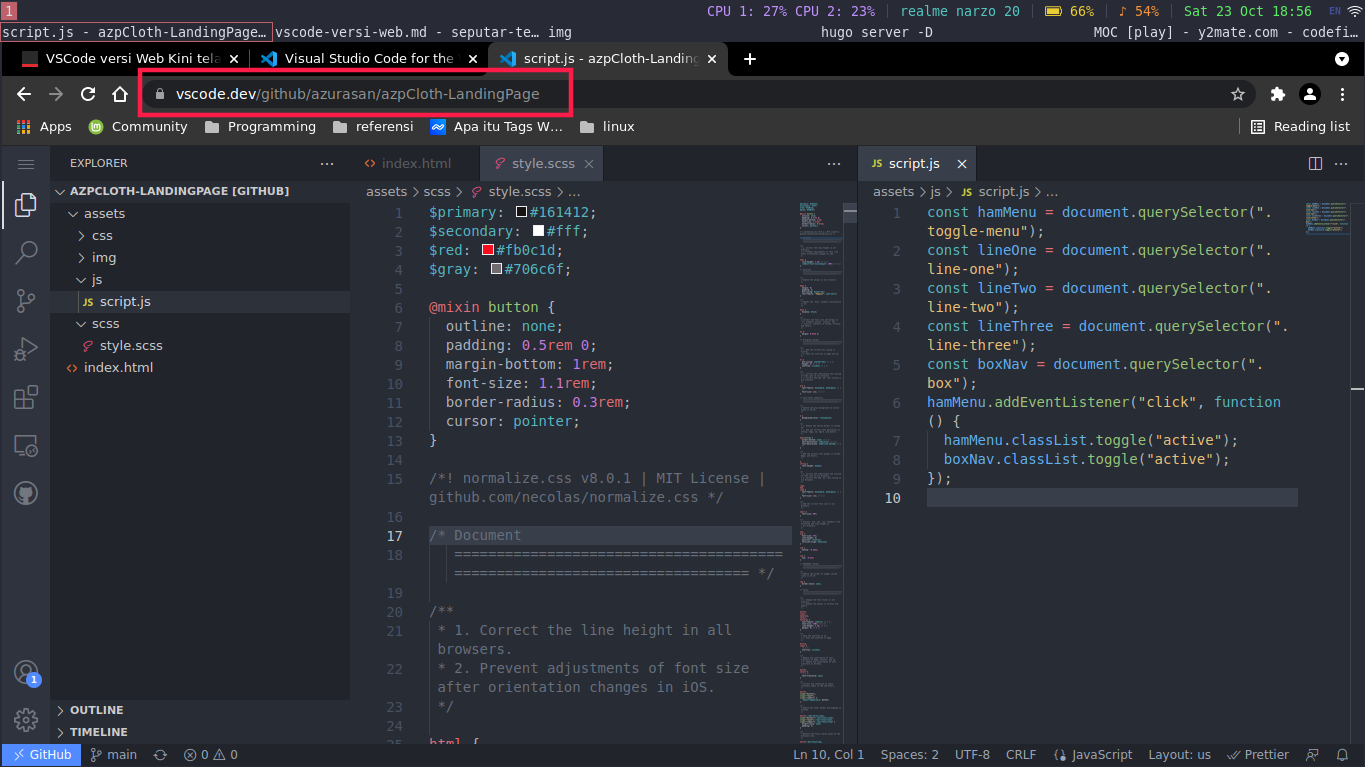 1
CPU 1: 27% CPU 2: 23%
realme narzo 20
66%
♪ 54%
Sat 23 Oct 18:56
EN
script.js - azpCloth-LandingPage…
vscode-versi-web.md - seputar-te…
img
hugo server -D
MOC [play] - y2mate.com - codefi…
VSCode versi Web Kini tela
Visual Studio Code for the
script.js - azpCloth-Landing
vscode.dev/github/azurasan/azpCloth-LandingPage
Apps
Community
Programming
referensi
Apa itu Tags W...
linux
Reading list
EXPLORER
AZPCLOTH-LANDINGPAGE [GITHUB]
assets
css
img
js
JS script.js
scss
style.scss
<> index.html
OUTLINE
TIMELINE
1
<> index.html
style.scss
assets > scss > style.scss > ...
1 $primary: #161412;
2 $secondary: #fff;
3 $red: #fb0c1d;
4 $gray: #706c6f;
5
6 @mixin button {
7 outline: none;
8 padding: 0.5rem 0;
9 margin-bottom: 1rem;
10 font-size: 1.1rem;
11 border-radius: 0.3rem;
12 cursor: pointer;
13 }
14
15 /*! normalize.css v8.0.1 | MIT License |
github.com/necolas/normalize.css */
16
17 /* Document
18 =======================================
=================================== */
19
20 /**
21 * 1. Correct the line height in all
browsers.
22 * 2. Prevent adjustments of font size
after orientation changes in iOS.
23 */
24
25 html {
JS script.js
assets > js > JS script.js > ...
1 const hamMenu = document.querySelector(".
toggle-menu");
2 const lineOne = document.querySelector(".
line-one");
3 const lineTwo = document.querySelector(".
line-two");
4 const lineThree = document.querySelector(".
line-three");
5 const boxNav = document.querySelector(".
box");
6 hamMenu.addEventListener("click", function
() {
7 hamMenu.classList.toggle("active");
8 boxNav.classList.toggle("active");
9 });
10
GitHub
main
0
0
Ln 10, Col 1
Spaces: 2
UTF-8
CRLF
JavaScript
Layout: us
Prettier